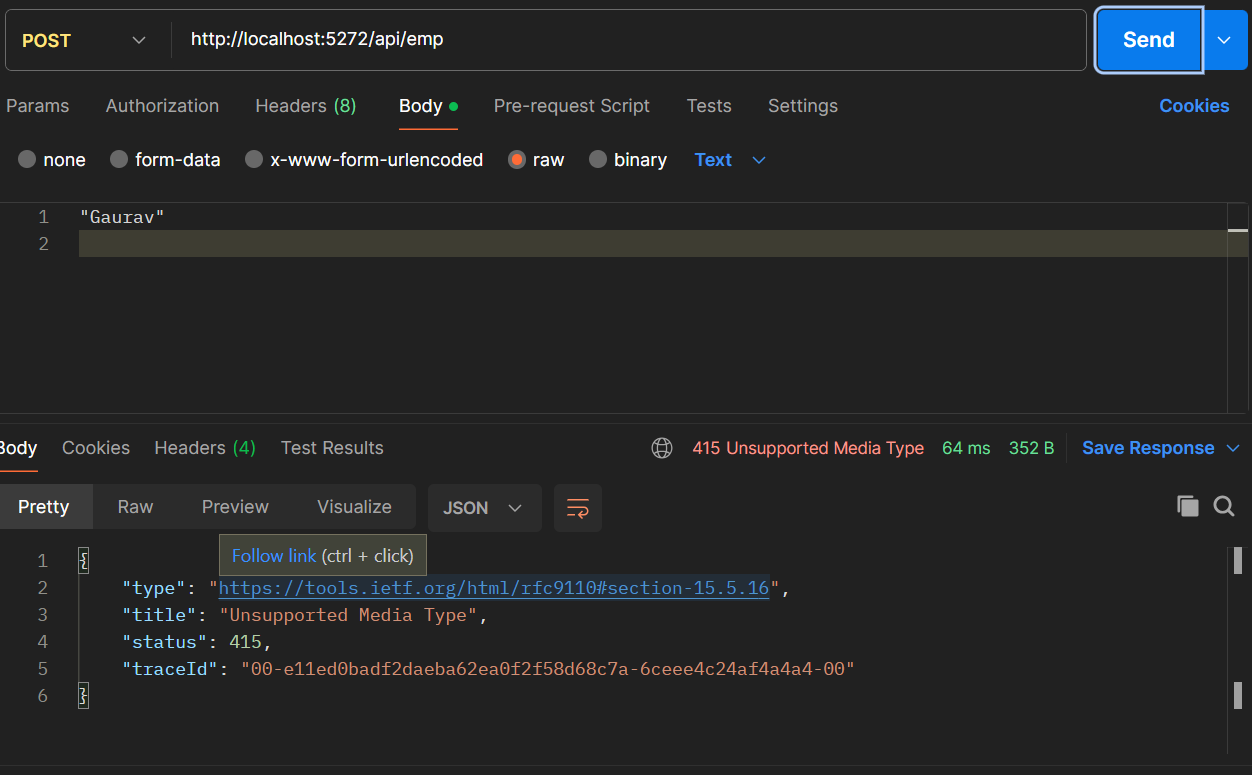 POST http://localhost:5272/api/emp Send
Params Authorization Headers (8) Body Pre-request Script Tests Settings Cookies
none form-data x-www-form-urlencoded raw binary Text
1 "Gaurav"
2
Body Cookies Headers (4) Test Results 415 Unsupported Media Type 64 ms 352 B Save Response
Pretty Raw Preview Visualize JSON
Follow link (ctrl + click)
1 {
2 "type": "https://tools.ietf.org/html/rfc9110#section-15.5.16",
3 "title": "Unsupported Media Type",
4 "status": 415,
5 "traceId": "00-e11ed0badf2daeba62ea0f2f58d68c7a-6ceee4c24af4a4a4-00"
6 }